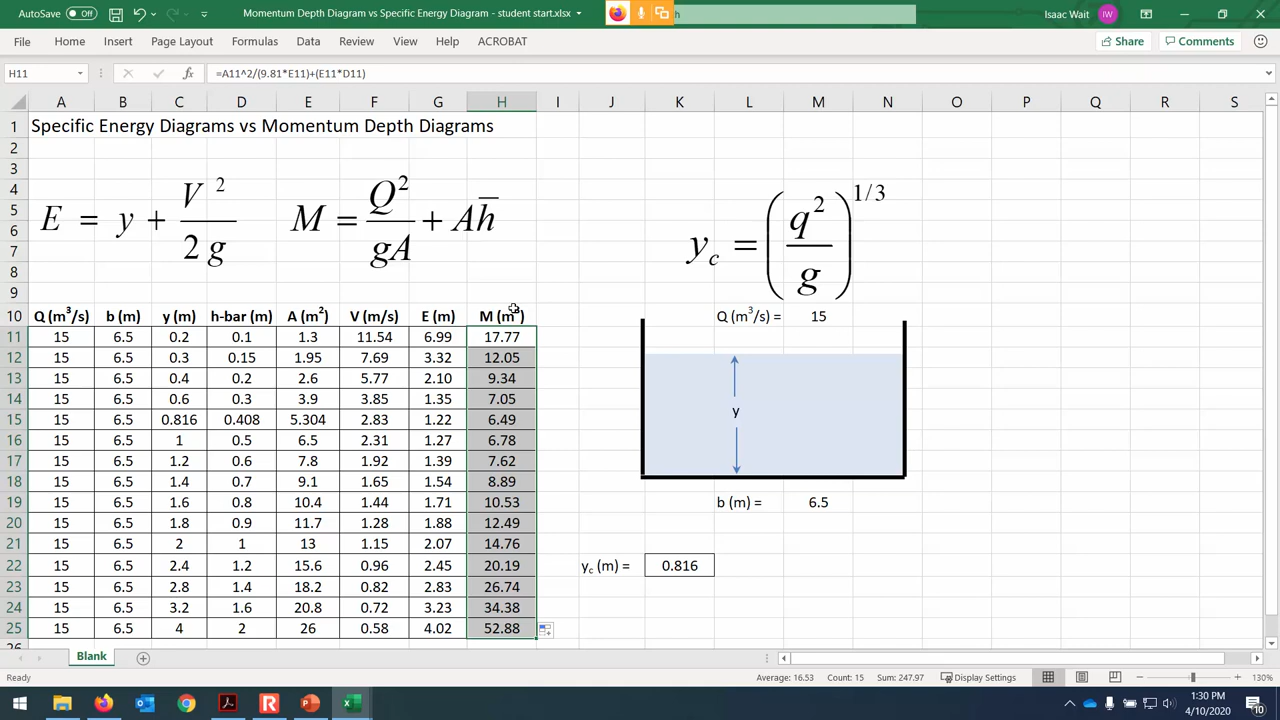 AutoSave Off Momentum Depth Diagram vs Specific Energy Diagrams - student start.xlsx h Isaac Wait IW
File Home Insert Page Layout Formulas Data Review View Help ACROBAT Share Comments
H11 fx =A11^2/(9.81*E11)+(E11*D11)
A B C D E F G H I J K L M N O P Q R S
1 Specific Energy Diagrams vs Momentum Depth Diagrams
2
3
4
5
6
7
8
9
E = y + V 2 / 2 g
M = Q2 / gA + Ah̅
yc = ( q2 / g ) 1/3
10 Q (m3/s) b (m) y (m) h-bar (m) A (m2) V (m/s) E (m) M (m3) Q (m3/s) = 15
11 15 6.5 0.2 0.1 1.3 11.54 6.99 17.77
12 15 6.5 0.3 0.15 1.95 7.69 3.32 12.05
13 15 6.5 0.4 0.2 2.6 5.77 2.10 9.34
14 15 6.5 0.6 0.3 3.9 3.85 1.35 7.05
y
15 15 6.5 0.816 0.408 5.304 2.83 1.22 6.49
16 15 6.5 1 0.5 6.5 2.31 1.27 6.78
17 15 6.5 1.2 0.6 7.8 1.92 1.39 7.62
18 15 6.5 1.4 0.7 9.1 1.65 1.54 8.89
19 15 6.5 1.6 0.8 10.4 1.44 1.71 10.53 b (m) = 6.5
20 15 6.5 1.8 0.9 11.7 1.28 1.88 12.49
21 15 6.5 2 1 13 1.15 2.07 14.76
22 15 6.5 2.4 1.2 15.6 0.96 2.45 20.19 yc (m) = 0.816
23 15 6.5 2.8 1.4 18.2 0.82 2.83 26.74
24 15 6.5 3.2 1.6 20.8 0.72 3.23 34.38
25 15 6.5 4 2 26 0.58 4.02 52.88
Blank
Ready Average: 16.53 Count: 15 Sum: 247.97 Display Settings 130%
1:30 PM
4/10/2020 10